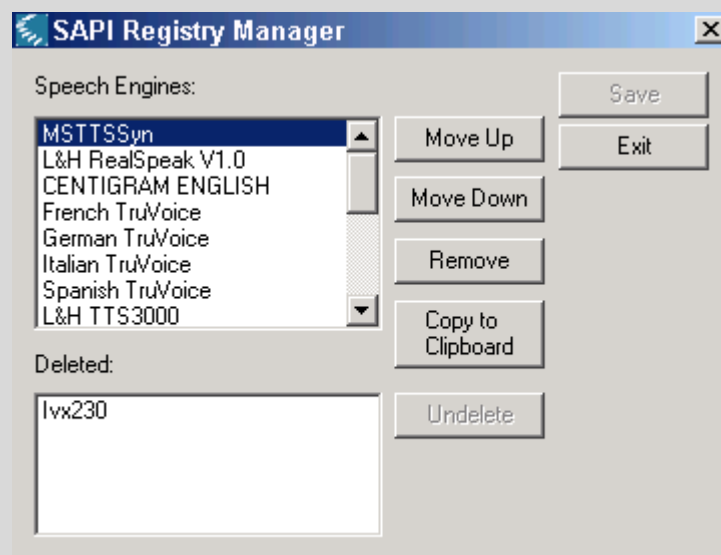 SAPI Registry Manager
Speech Engines:
MSTTSSyn
L&H RealSpeak V1.0
CENTIGRAM ENGLISH
French TruVoice
German TruVoice
Italian TruVoice
Spanish TruVoice
L&H TTS3000
Move Up
Move Down
Remove
Copy to
Clipboard
Save
Exit
Deleted:
lvx230
Undelete